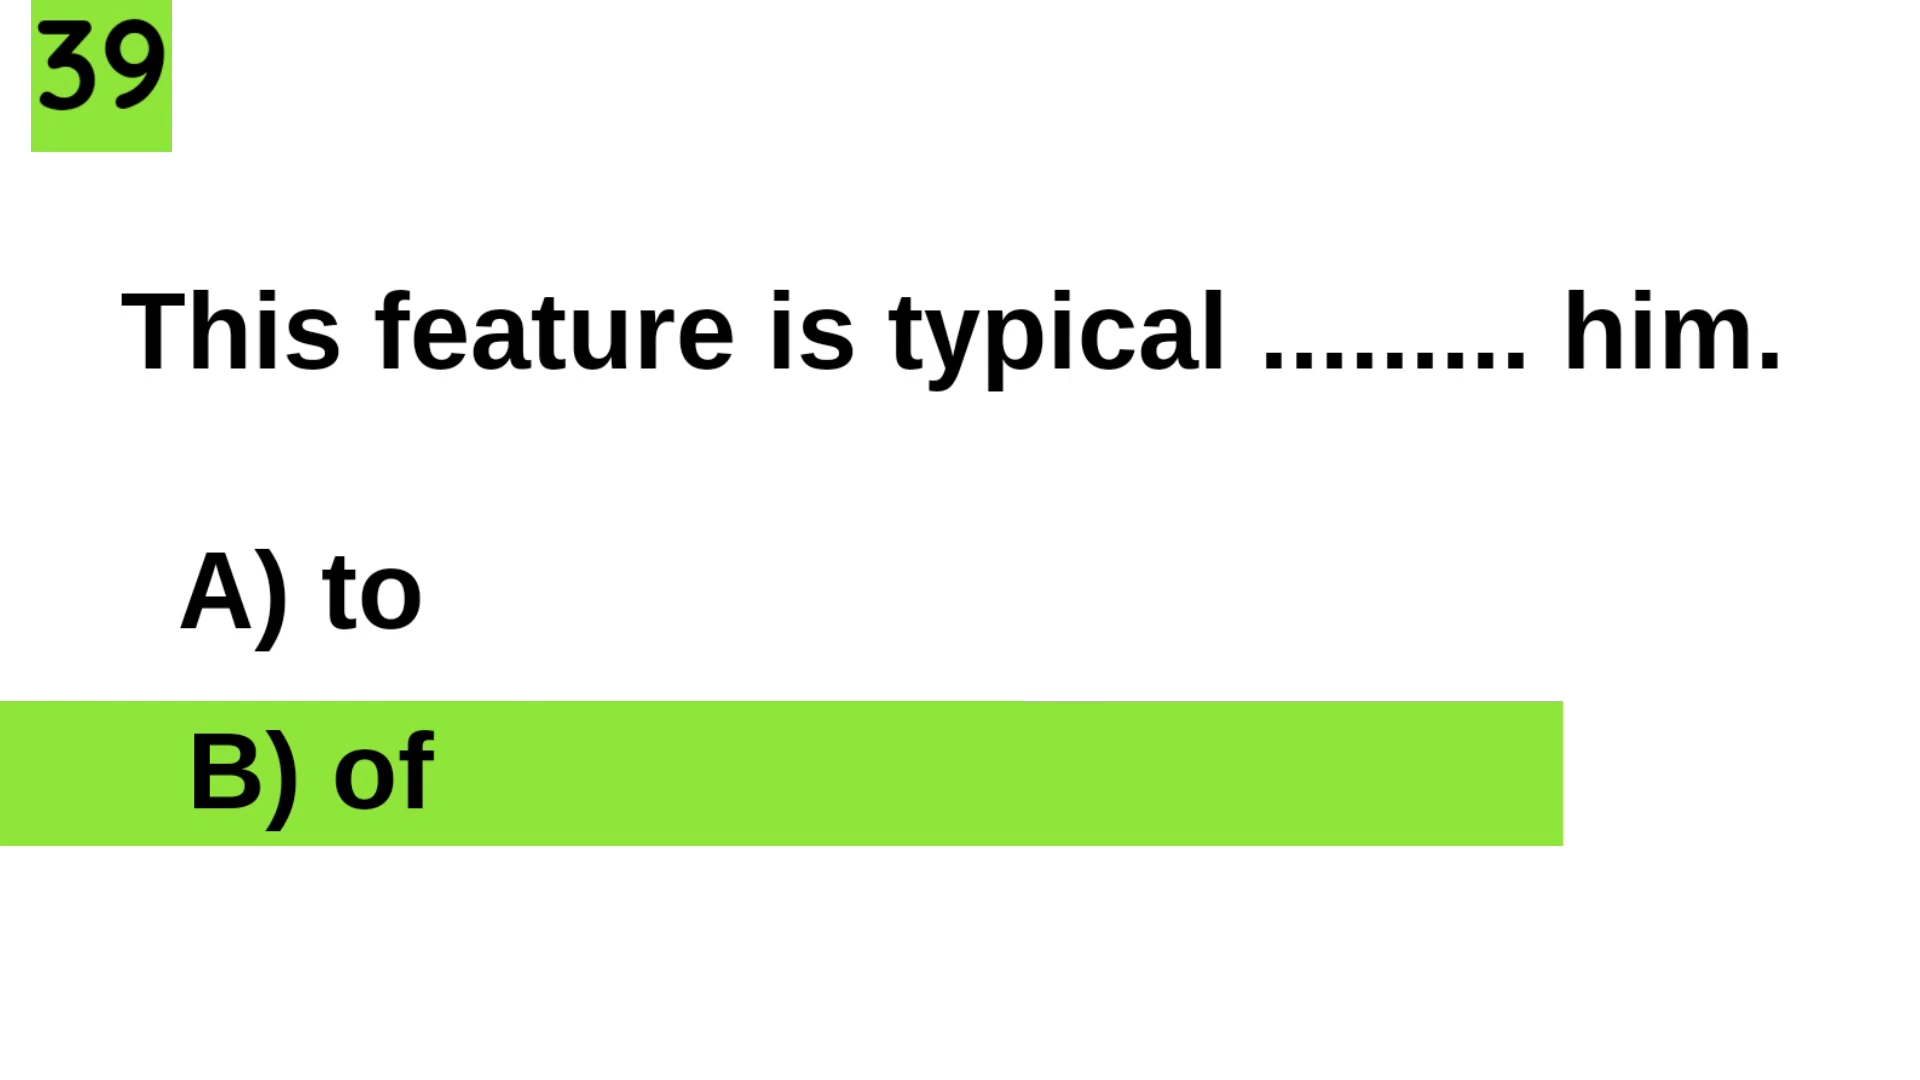 39
This feature is typical ......... him.
A) to
B) of